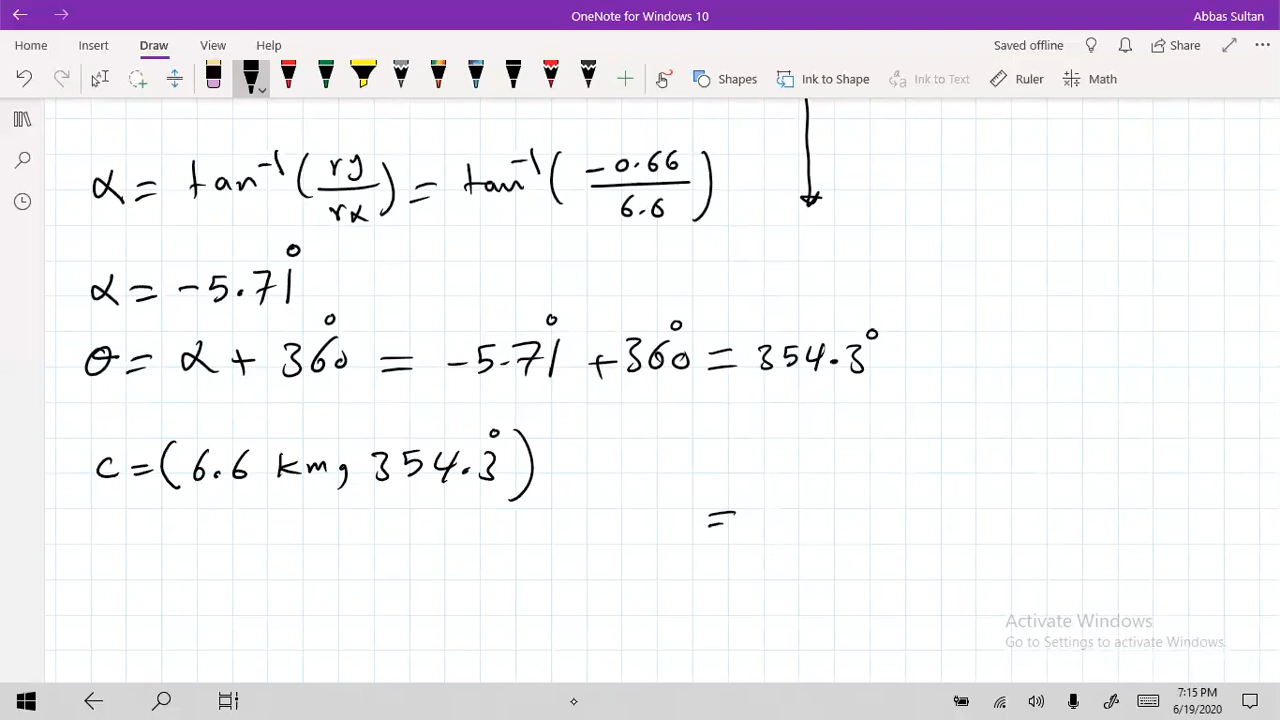 OneNote for Windows 10
Abbas Sultan
Home Insert Draw View Help Saved offline Share
Shapes Ink to Shape Ink to Text Ruler Math
α = tan⁻¹(ry/rx) = tan⁻¹(-0.66/6.6)
α = -5.71°
θ = α + 360° = -5.71° + 360° = 354.3°
c = (6.6 km, 354.3°)
=
Activate Windows
Go to Settings to activate Windows.
7:15 PM
6/19/2020